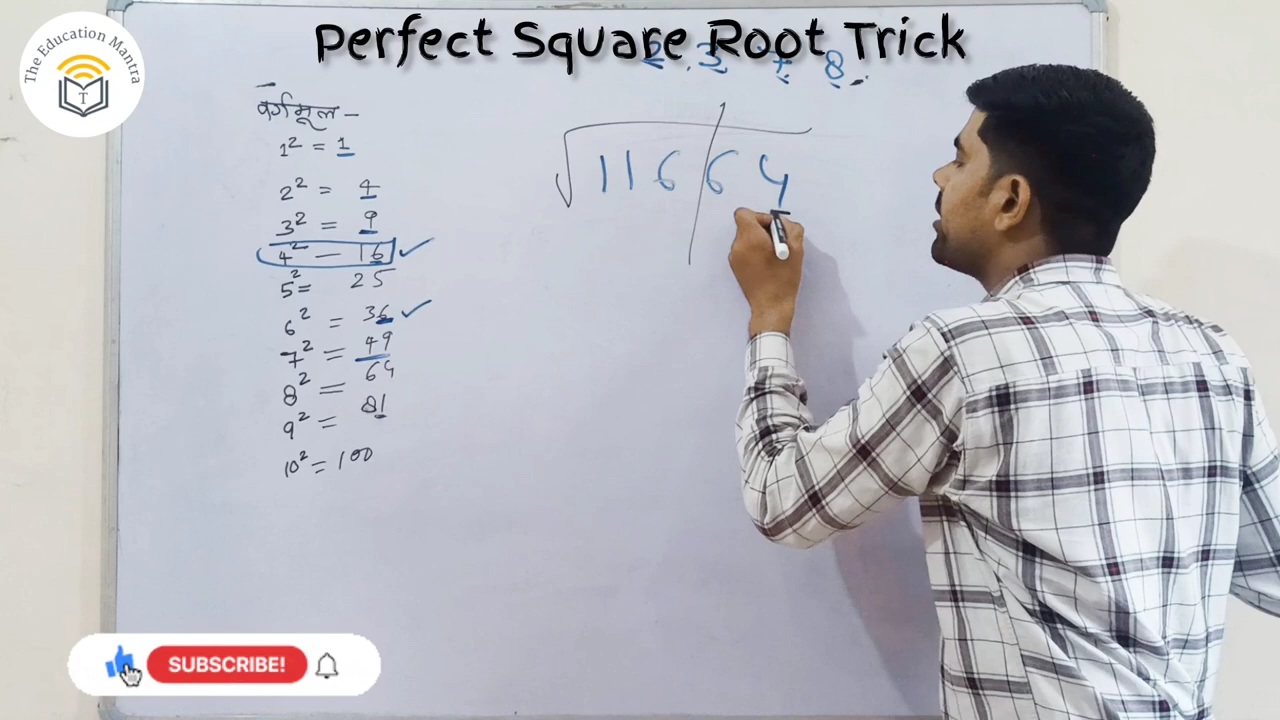 Perfect Square Root Trick
The Education Mantra
T
2, 3, 7, 8.
वर्गमूल –
1² = 1
2² = 4
3² = 9
4² – 16 ✓
5² = 25
6² = 36 ✓
7² = 49
8² = 64
9² = 81
10² = 100
√116/64
SUBSCRIBE!